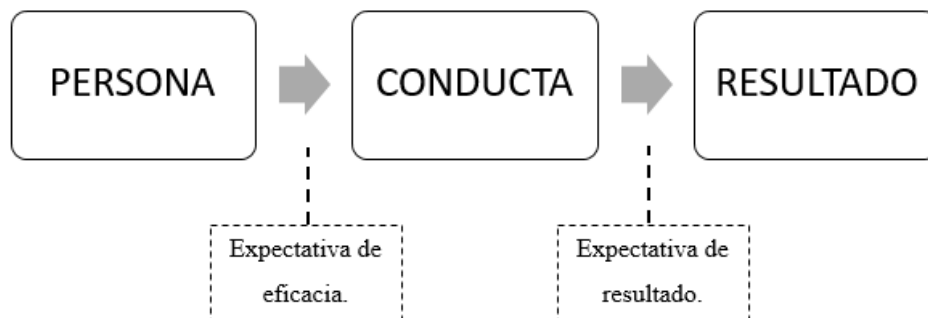 PERSONA
CONDUCTA
RESULTADO
Expectativa de
eficacia.
Expectativa de
resultado.